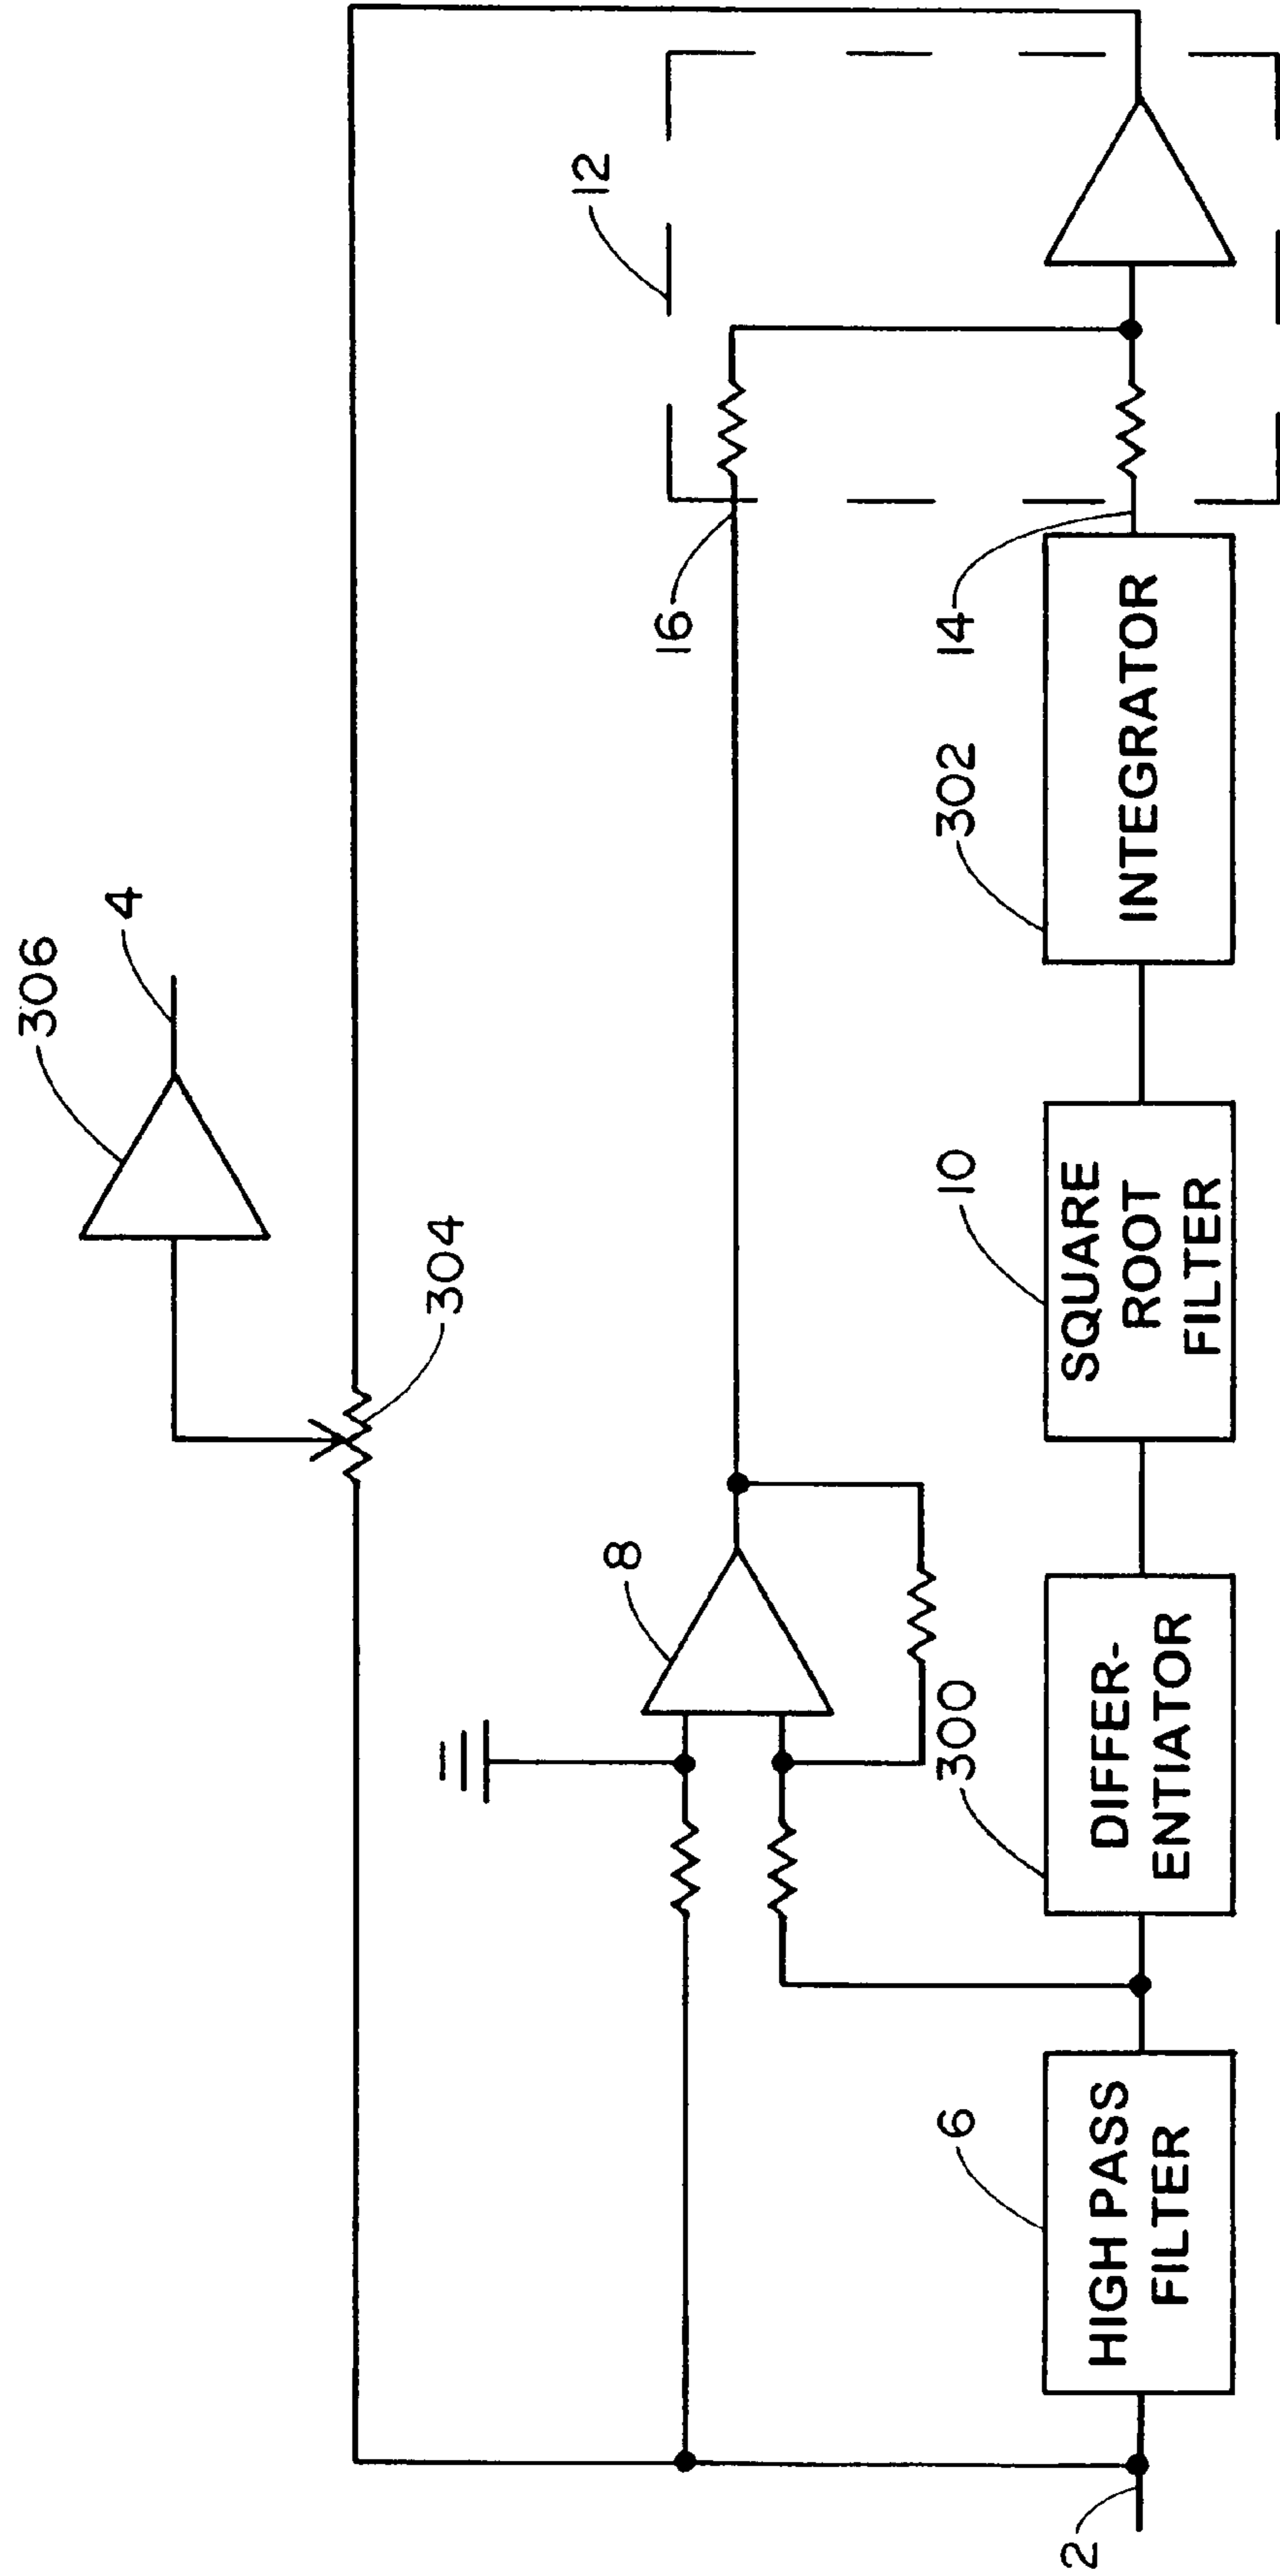 306
4
304
12
8
16
2
6
HIGH PASS
FILTER
300
DIFFER-
ENTIATOR
10
SQUARE
ROOT
FILTER
302
INTEGRATOR
14